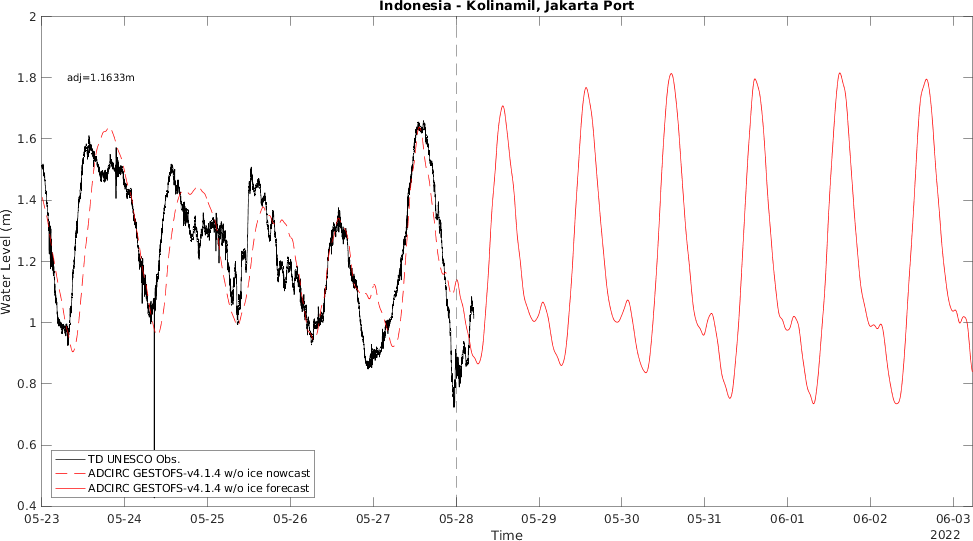 Indonesia - Kolinamil, Jakarta Port
2
1.8
1.6
1.4
1.2
1
0.8
0.6
0.4
Water Level (m)
adj=1.1633m
TD UNESCO Obs.
ADCIRC GESTOFS-v4.1.4 w/o ice nowcast
ADCIRC GESTOFS-v4.1.4 w/o ice forecast
05-23 05-24 05-25 05-26 05-27 05-28 05-29 05-30 05-31 06-01 06-02 06-03
Time
2022